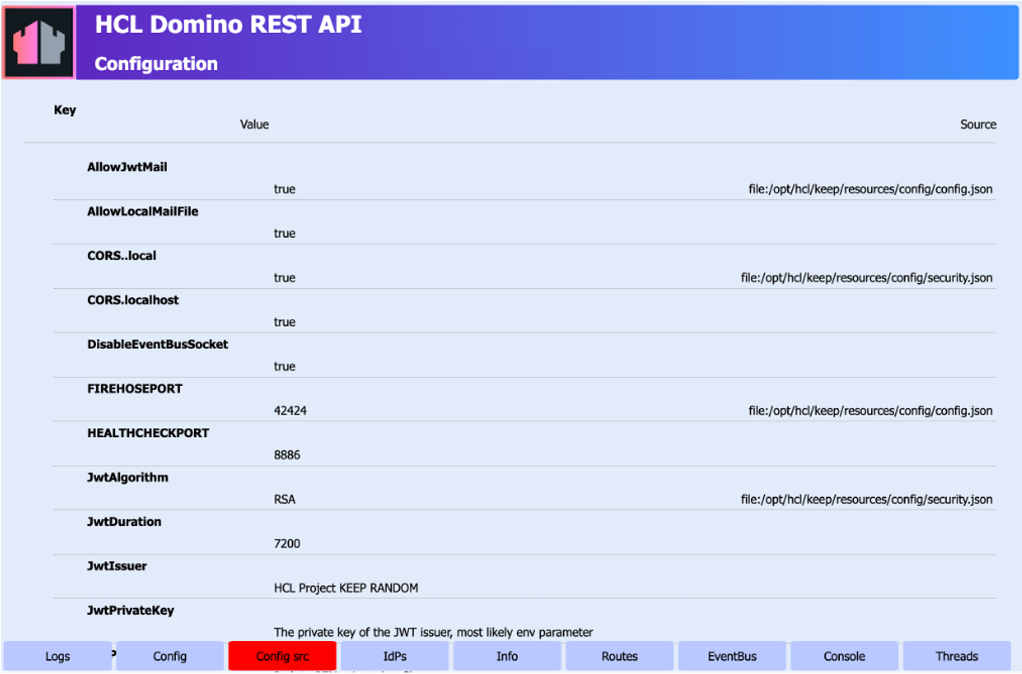 HCL Domino REST API
Configuration
Key
Value Source
AllowJwtMail
true file:/opt/hcl/keep/resources/config/config.json
AllowLocalMailFile
true
CORS..local
true file:/opt/hcl/keep/resources/config/security.json
CORS.localhost
true
DisableEventBusSocket
true
FIREHOSEPORT
42424 file:/opt/hcl/keep/resources/config/config.json
HEALTHCHECKPORT
8886
JwtAlgorithm
RSA file:/opt/hcl/keep/resources/config/security.json
JwtDuration
7200
JwtIssuer
HCL Project KEEP RANDOM
JwtPrivateKey
The private key of the JWT issuer, most likely env parameter
Logs Config Config src IdPs Info Routes EventBus Console Threads